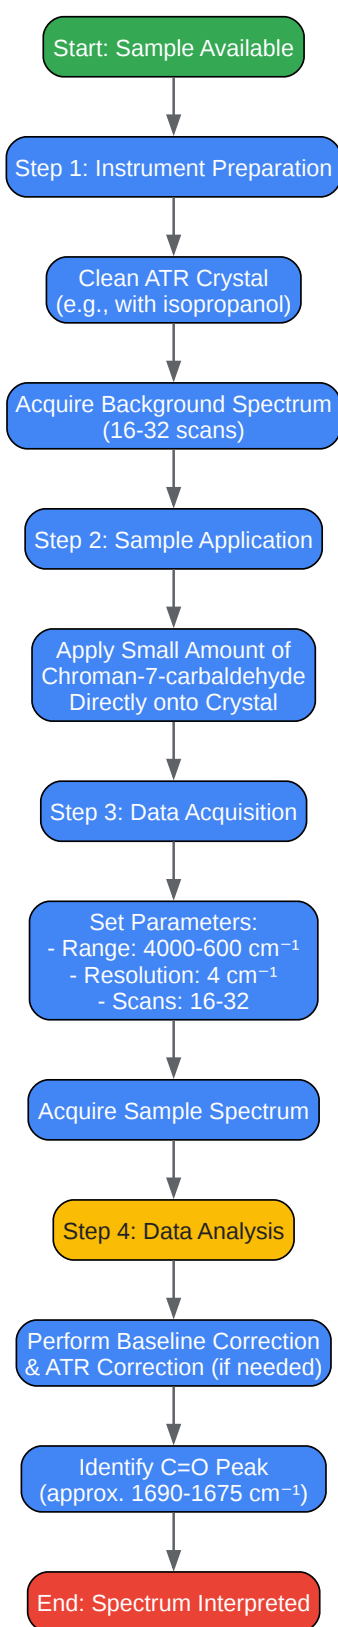 Start: Sample Available
Step 1: Instrument Preparation
Clean ATR Crystal
(e.g., with isopropanol)
Acquire Background Spectrum
(16-32 scans)
Step 2: Sample Application
Apply Small Amount of
Chroman-7-carbaldehyde
Directly onto Crystal
Step 3: Data Acquisition
Set Parameters:
- Range: 4000-600 cm⁻¹
- Resolution: 4 cm⁻¹
- Scans: 16-32
Acquire Sample Spectrum
Step 4: Data Analysis
Perform Baseline Correction
& ATR Correction (if needed)
Identify C=O Peak
(approx. 1690-1675 cm⁻¹)
End: Spectrum Interpreted